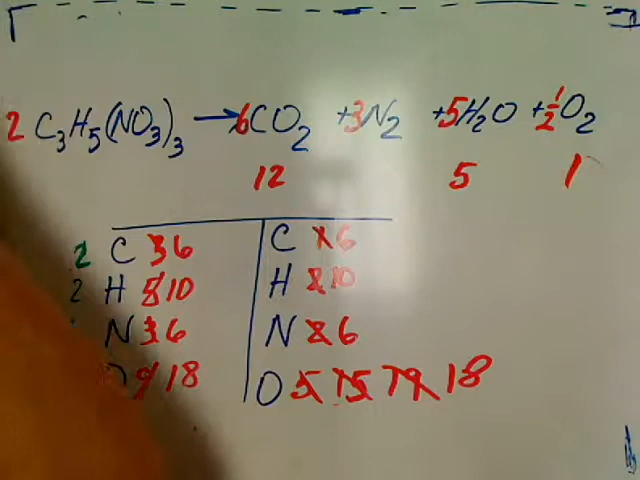 2 C₃H₅(NO₃)₃ → 6CO₂ + 3N₂ + 5H₂O + ½O₂
12 5 1
2 C 3 6 C 1 6
2 H 5 10 H 2 10
N 3 6 N 2 6
O 9 18 O 5 15 17 18